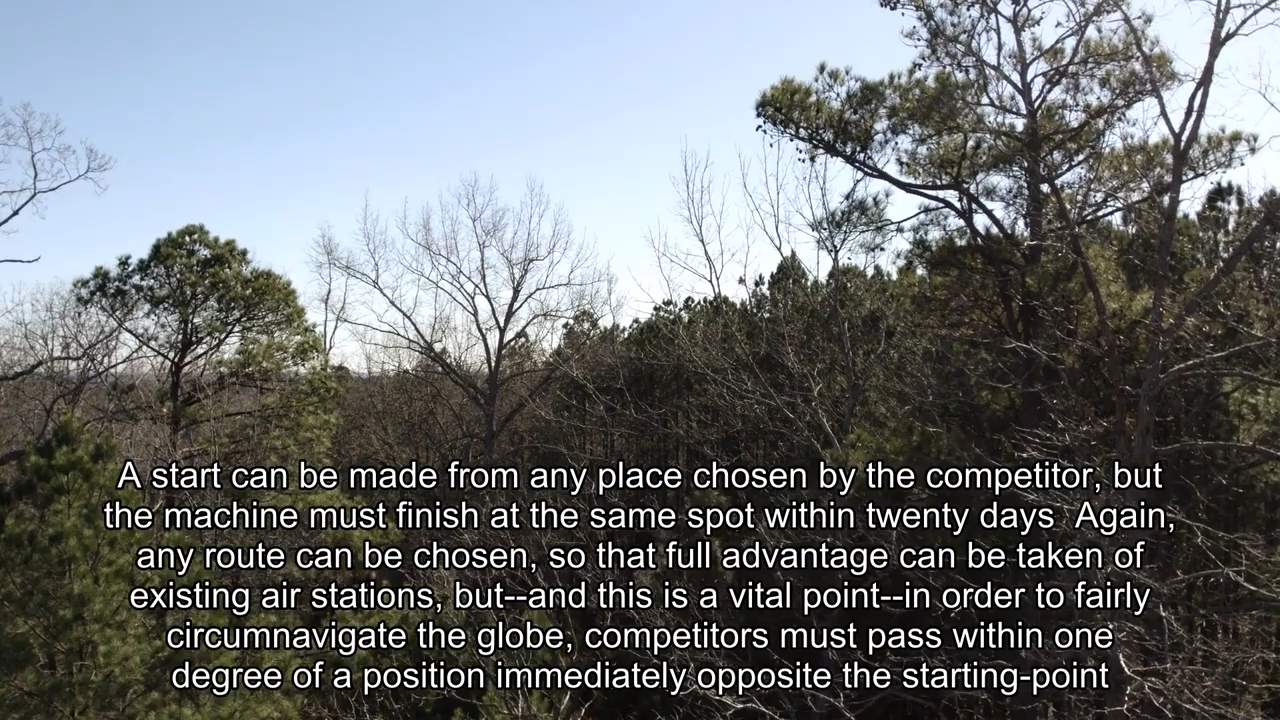 A start can be made from any place chosen by the competitor, but
the machine must finish at the same spot within twenty days  Again,
any route can be chosen, so that full advantage can be taken of
existing air stations, but--and this is a vital point--in order to fairly
circumnavigate the globe, competitors must pass within one
degree of a position immediately opposite the starting-point